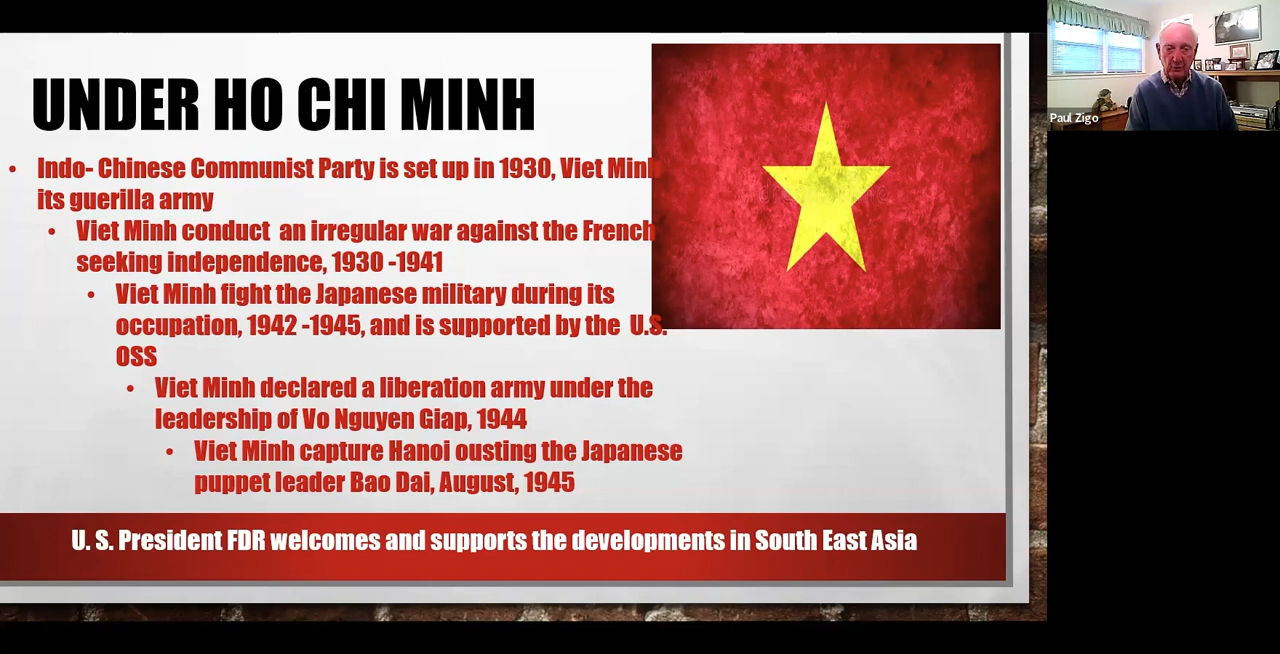 UNDER HO CHI MINH
• Indo- Chinese Communist Party is set up in 1930, Viet Minh
its guerilla army
• Viet Minh conduct an irregular war against the French
seeking independence, 1930 -1941
• Viet Minh fight the Japanese military during its
occupation, 1942 -1945, and is supported by the U.S.
OSS
• Viet Minh declared a liberation army under the
leadership of Vo Nguyen Giap, 1944
• Viet Minh capture Hanoi ousting the Japanese
puppet leader Bao Dai, August, 1945
U. S. President FDR welcomes and supports the developments in South East Asia
Paul Zigo